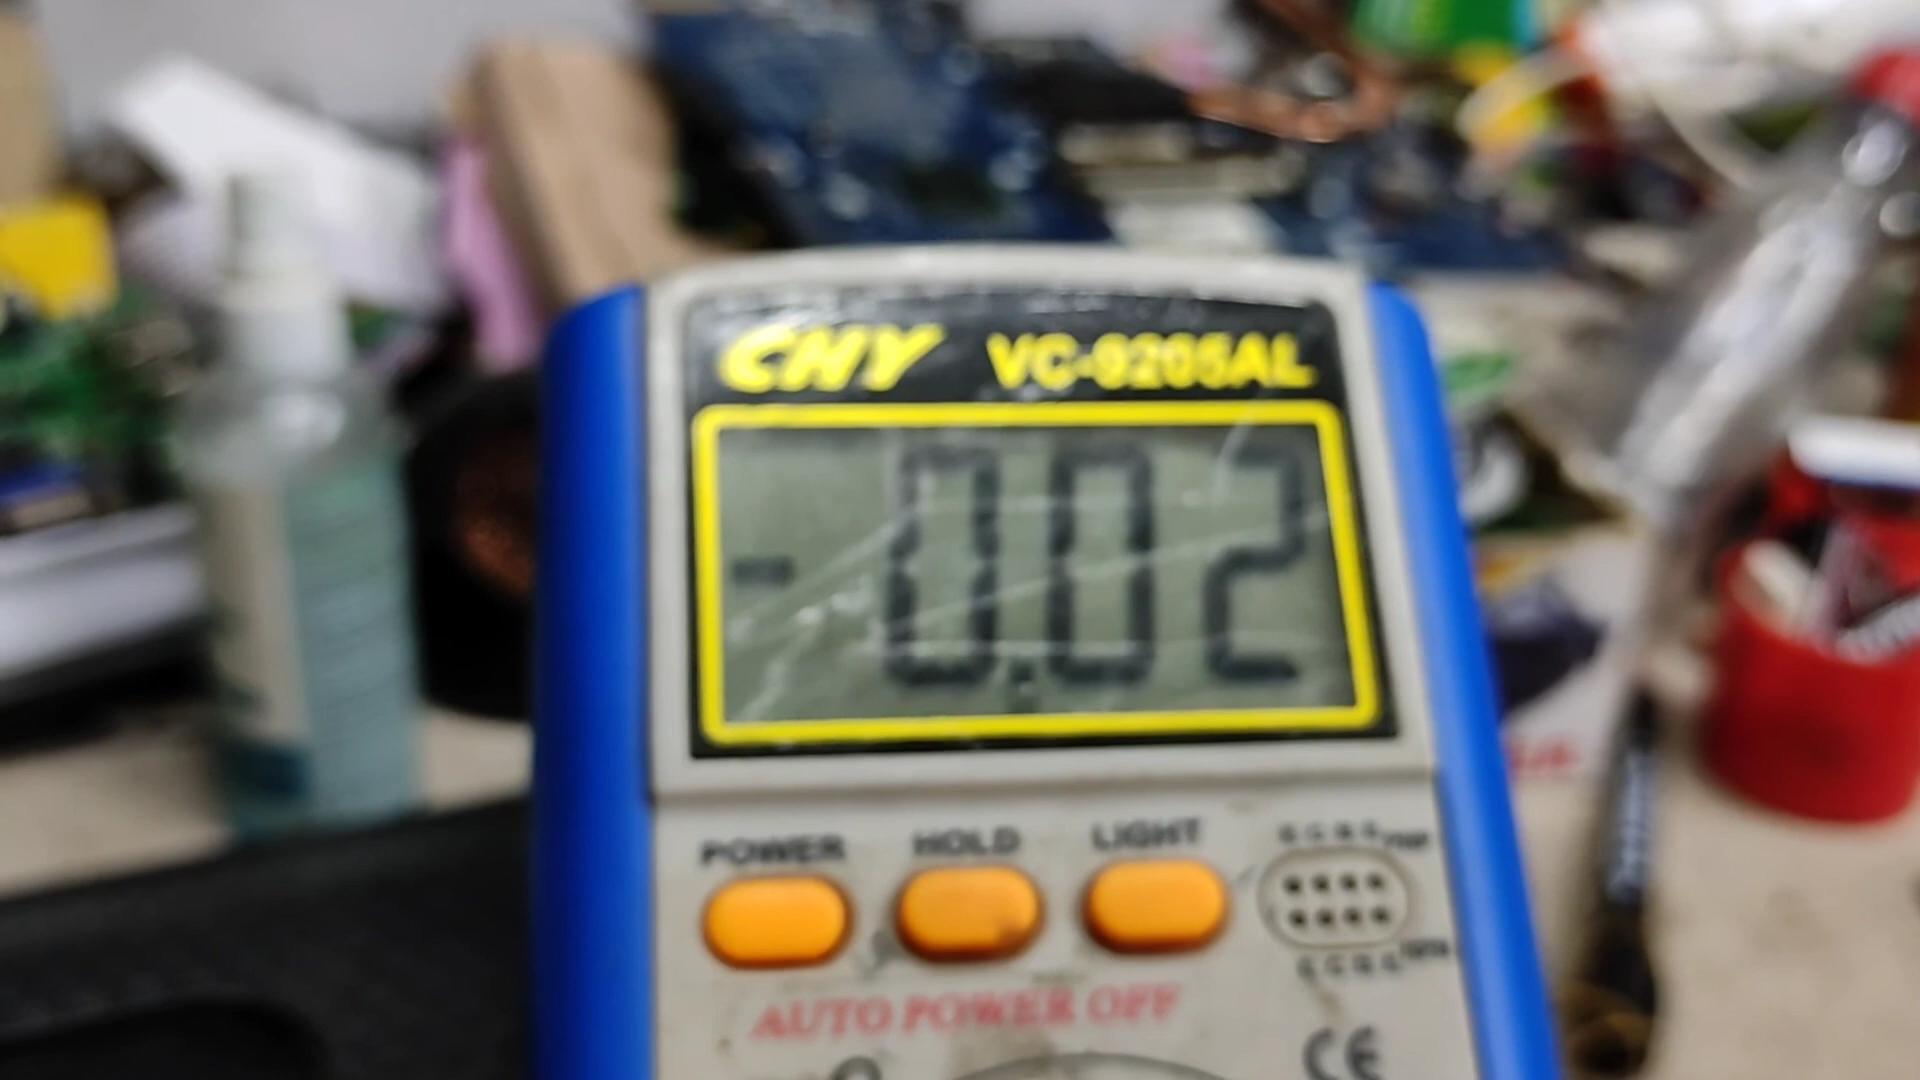 CHY VC-9205AL
-0.02
POWER HOLD LIGHT
AUTO POWER OFF
CE